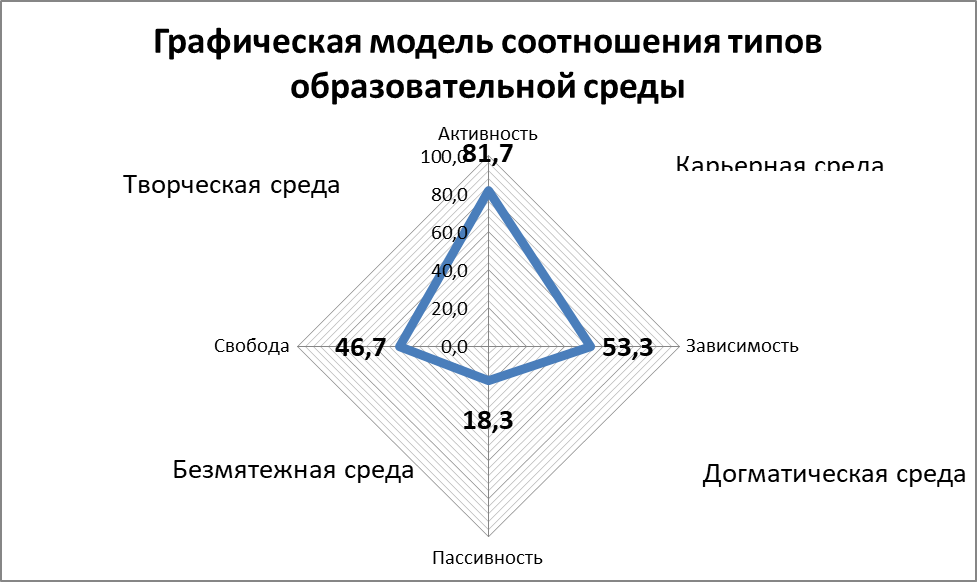 Графическая модель соотношения типов
образовательной среды
Активность
81,7
100,0
Карьерная среда
Творческая среда
80,0
60,0
40,0
20,0
Свобода
46,7
0,0
53,3
Зависимость
18,3
Безмятежная среда
Догматическая среда
Пассивность